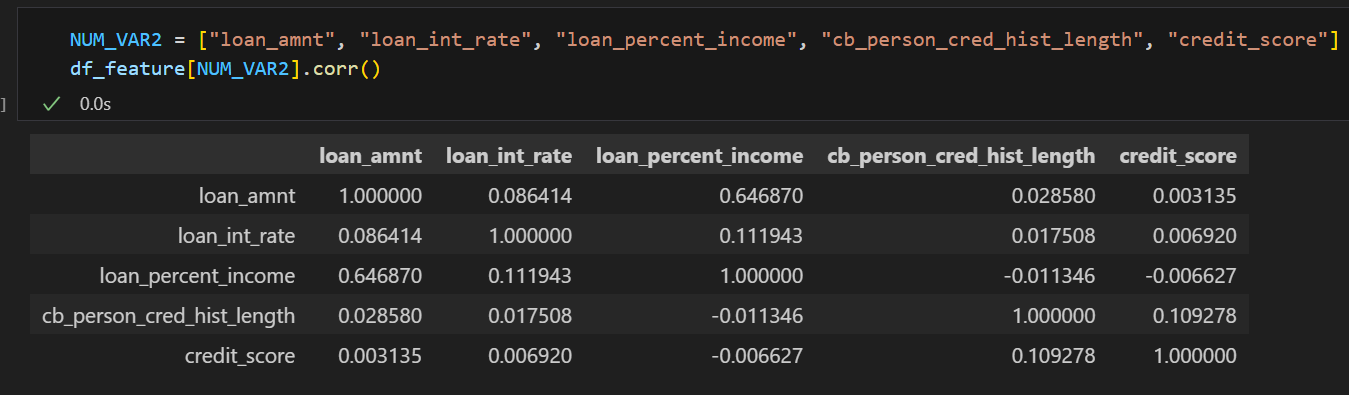 NUM_VAR2 = ["loan_amnt", "loan_int_rate", "loan_percent_income", "cb_person_cred_hist_length", "credit_score"]
df_feature[NUM_VAR2].corr()
] ✓ 0.0s
loan_amnt loan_int_rate loan_percent_income cb_person_cred_hist_length credit_score
loan_amnt 1.000000 0.086414 0.646870 0.028580 0.003135
loan_int_rate 0.086414 1.000000 0.111943 0.017508 0.006920
loan_percent_income 0.646870 0.111943 1.000000 -0.011346 -0.006627
cb_person_cred_hist_length 0.028580 0.017508 -0.011346 1.000000 0.109278
credit_score 0.003135 0.006920 -0.006627 0.109278 1.000000